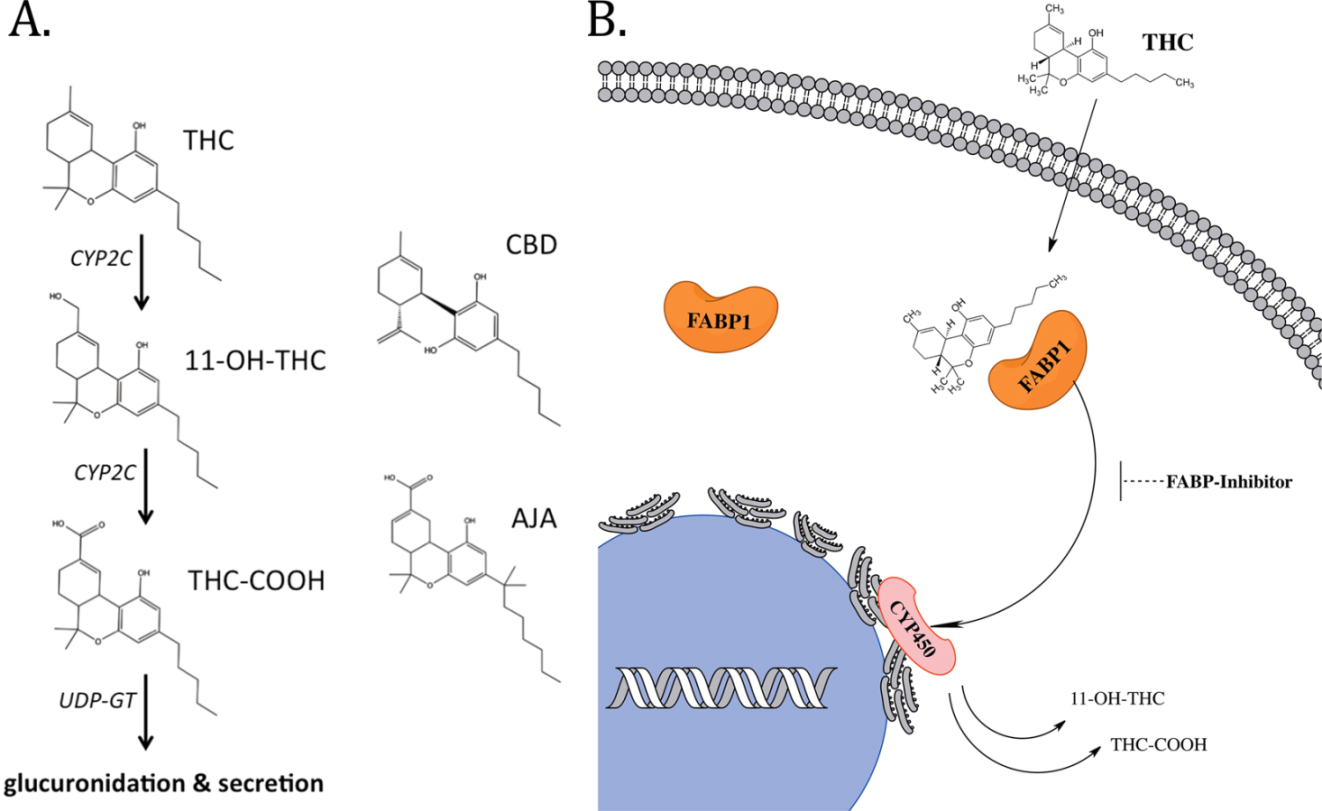 A.
THC
OH
O
CYP2C
HO
OH
O
11-OH-THC
CYP2C
HO
O
OH
O
THC-COOH
UDP-GT
glucuronidation & secretion
CBD
OH
HO
AJA
HO
O
OH
O
B.
THC
CH₃
OH
H
H
H₃C
H₃C
O
CH₃
FABP1
CH₃
OH
CH₃
H
H
O
H₃C
CH₃
FABP1
FABP-Inhibitor
CYP450
11-OH-THC
THC-COOH